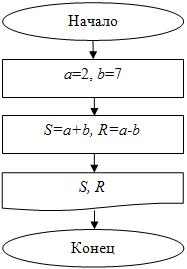 Начало
a=2, b=7
S=a+b, R=a-b
S, R
Конец